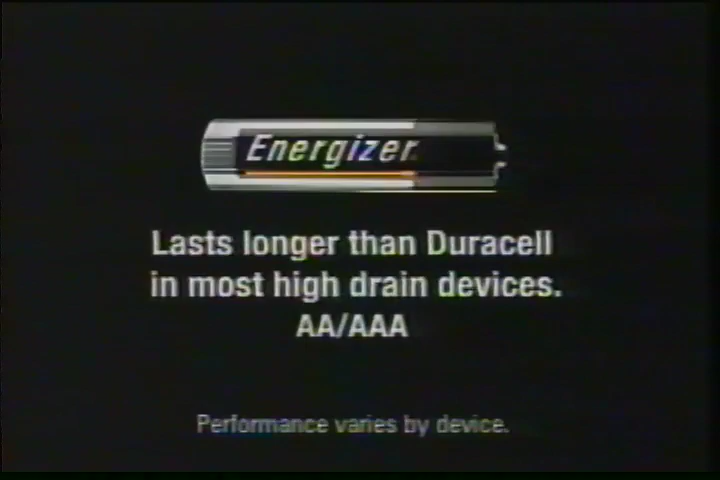 Energizer.
Lasts longer than Duracell
in most high drain devices.
AA/AAA
Performance varies by device.